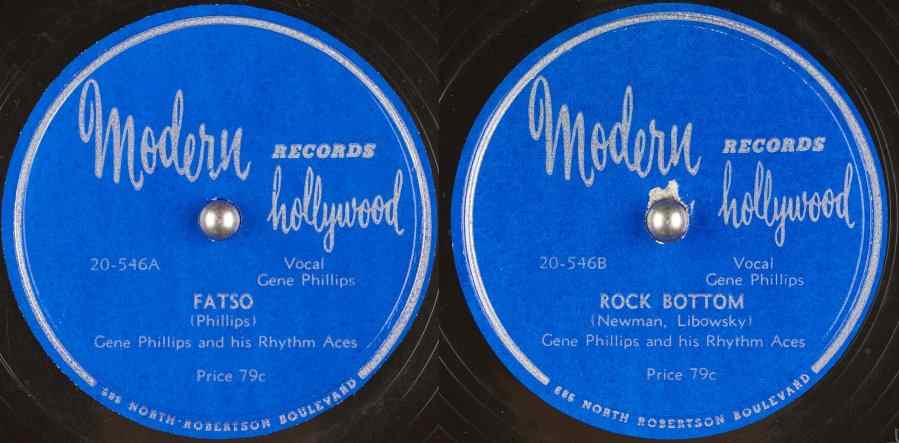 Modern RECORDS
hollywood
20-546A
Vocal
Gene Phillips
FATSO
(Phillips)
Gene Phillips and his Rhythm Aces
Price 79c
686 NORTH ROBERTSON BOULEVARD
Modern RECORDS
hollywood
20-546B
Vocal
Gene Phillips
ROCK BOTTOM
(Newman, Libowsky)
Gene Phillips and his Rhythm Aces
Price 79c
686 NORTH ROBERTSON BOULEVARD